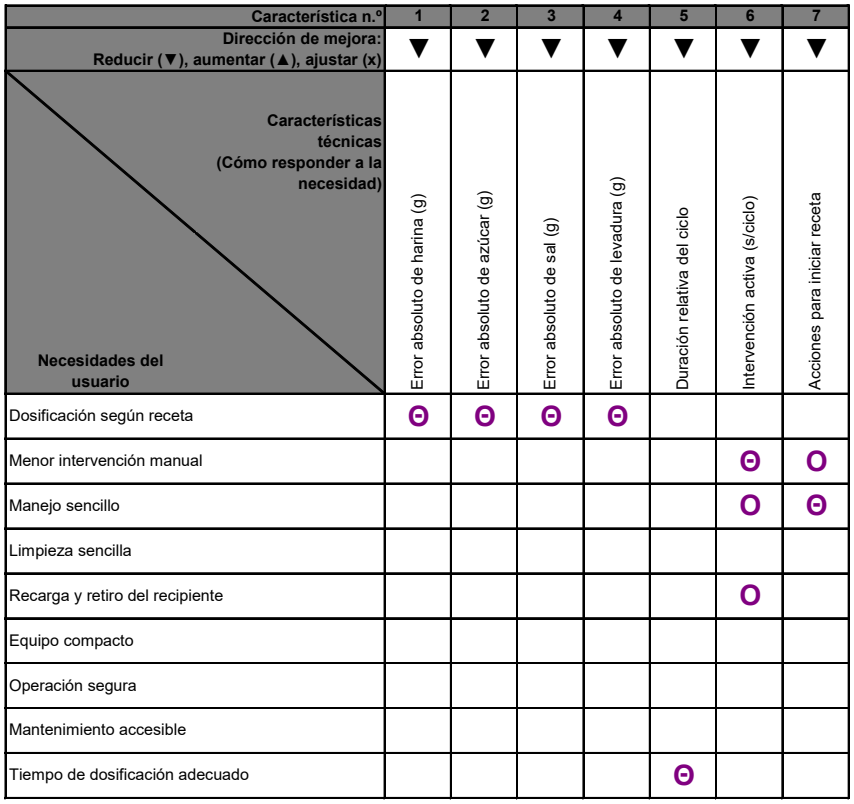 Característica n.º 1 2 3 4 5 6 7
Dirección de mejora:
Reducir (▼), aumentar (▲), ajustar (x) ▼ ▼ ▼ ▼ ▼ ▼ ▼
Características
técnicas
(Cómo responder a la
necesidad)
Necesidades del
usuario
Error absoluto de harina (g)
Error absoluto de azúcar (g)
Error absoluto de sal (g)
Error absoluto de levadura (g)
Duración relativa del ciclo
Intervención activa (s/ciclo)
Acciones para iniciar receta
Dosificación según receta Θ Θ Θ Θ
Menor intervención manual Θ Ο
Manejo sencillo Ο Θ
Limpieza sencilla
Recarga y retiro del recipiente Ο
Equipo compacto
Operación segura
Mantenimiento accesible
Tiempo de dosificación adecuado Θ